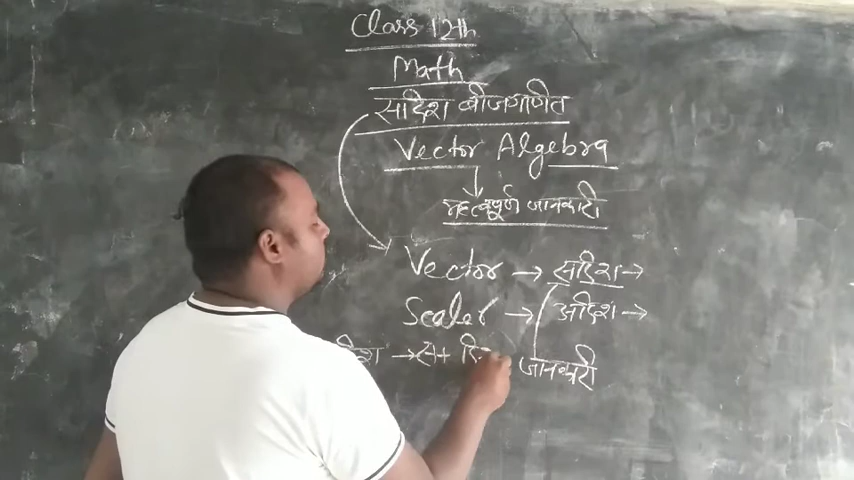 Class 12th
Math
सदिश बीजगणित
Vector Algebra
महत्वपूर्ण जानकारी
Vector → सदिश →
Scaler → अदिश →
दिश → स+ दि
जानकारी